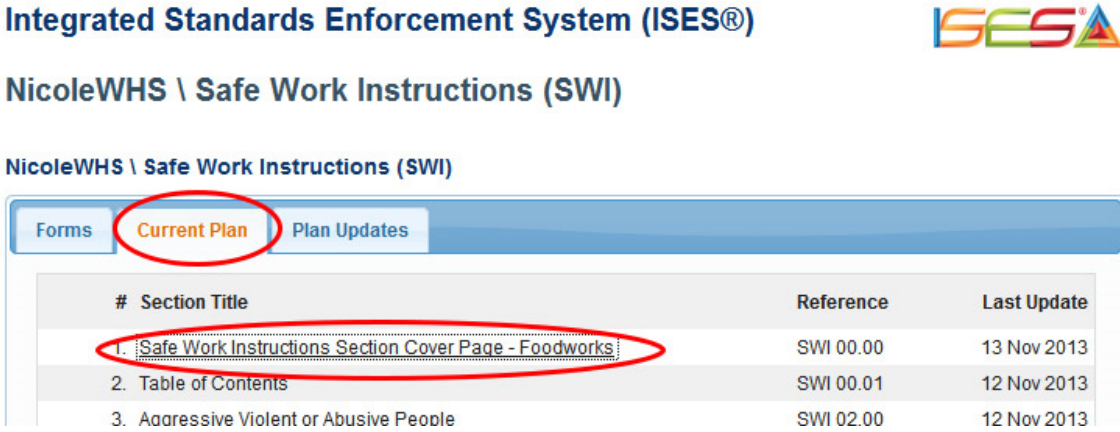 Integrated Standards Enforcement System (ISES®)
ISES®
NicoleWHS \ Safe Work Instructions (SWI)
NicoleWHS \ Safe Work Instructions (SWI)
Forms Current Plan Plan Updates
# Section Title Reference Last Update
1. Safe Work Instructions Section Cover Page - Foodworks SWI 00.00 13 Nov 2013
2. Table of Contents SWI 00.01 12 Nov 2013
3. Aggressive Violent or Abusive People SWI 02.00 12 Nov 2013